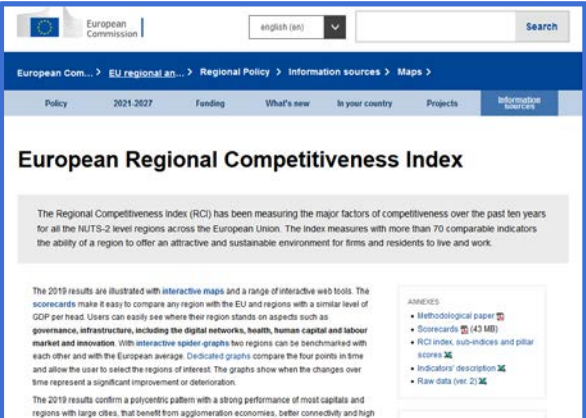 European
Commission
english (en)
Search
European Com... > EU regional an... > Regional Policy > Information sources > Maps >
Policy 2021-2027 Funding What's new In your country Projects Information sources
European Regional Competitiveness Index
The Regional Competitiveness Index (RCI) has been measuring the major factors of competitiveness over the past ten years
for all the NUTS-2 level regions across the European Union. The Index measures with more than 70 comparable indicators
the ability of a region to offer an attractive and sustainable environment for firms and residents to live and work.
The 2019 results are illustrated with interactive maps and a range of interactive web tools. The
scorecards make it easy to compare any region with the EU and regions with a similar level of
GDP per head. Users can easily see where their region stands on aspects such as
governance, infrastructure, including the digital networks, health, human capital and labour
market and innovation. With interactive spider-graphs two regions can be benchmarked with
each other and with the European average. Dedicated graphs compare the four points in time
and allow the user to select the regions of interest. The graphs show when the changes over
time represent a significant improvement or deterioration.
The 2019 results confirm a polycentric pattern with a strong performance of most capitals and
regions with large cities, that benefit from agglomeration economies, better connectivity and high
ANNEXES
• Methodological paper
• Scorecards (43 MB)
• RCI index, sub-indices and pillar
scores
• Indicators' description
• Raw data (ver. 2)